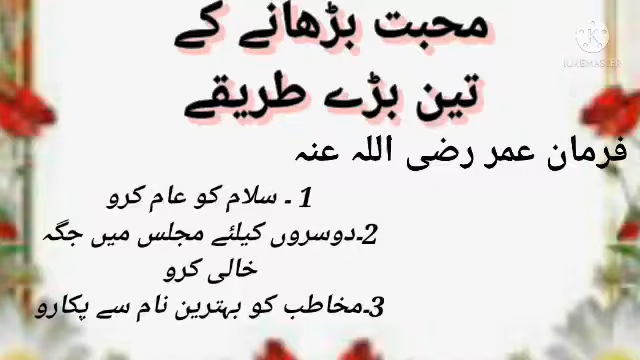 محبت بڑھانے کے
تین بڑے طریقے
فرمان عمر رضی اللہ عنہ
1 ۔ سلام کو عام کرو
2۔دوسروں کیلئے مجلس میں جگہ
خالی کرو
3۔مخاطب کو بہترین نام سے پکارو
KINEMASTER